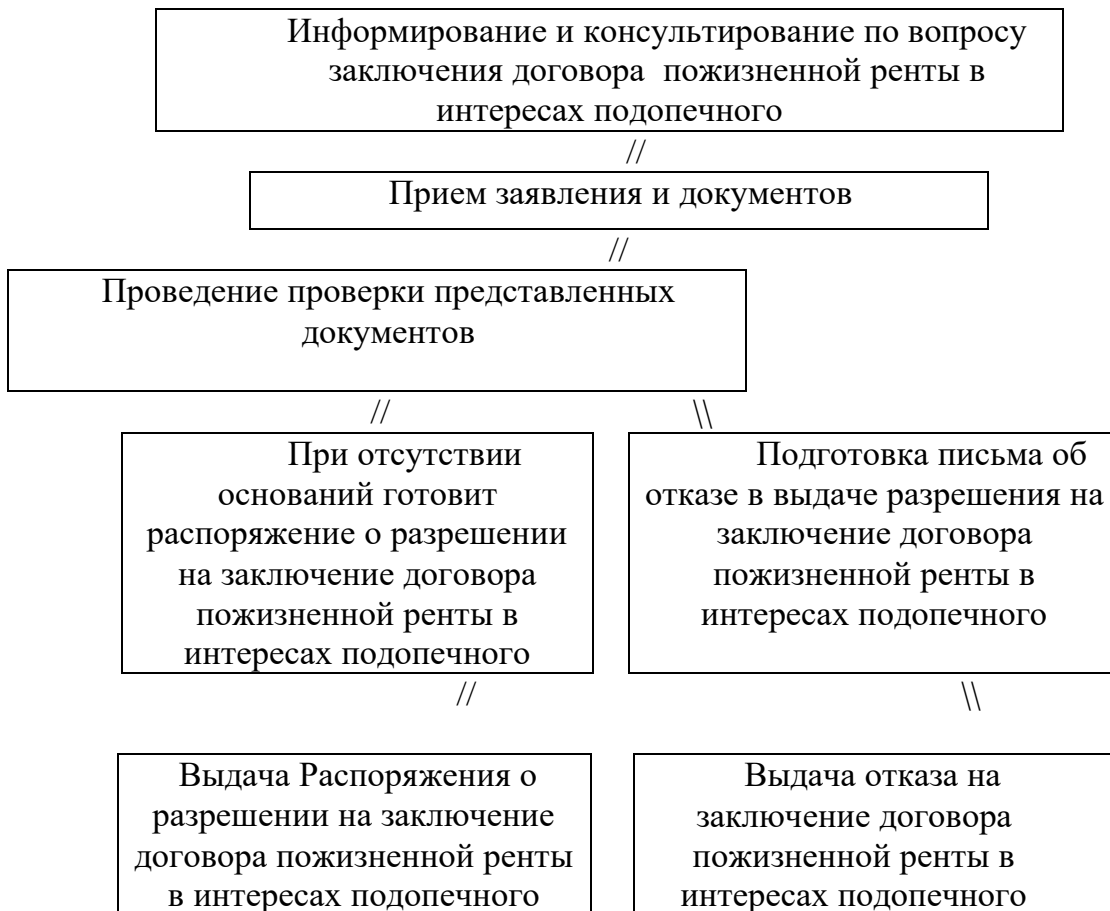 Информирование и консультирование по вопросу
заключения договора пожизненной ренты в
интересах подопечного
//
Прием заявления и документов
//
Проведение проверки представленных
документов
//
\\
При отсутствии
оснований готовит
распоряжение о разрешении
на заключение договора
пожизненной ренты в
интересах подопечного
Подготовка письма об
отказе в выдаче разрешения на
заключение договора
пожизненной ренты в
интересах подопечного
//
\\
Выдача Распоряжения о
разрешении на заключение
договора пожизненной ренты
в интересах подопечного
Выдача отказа на
заключение договора
пожизненной ренты в
интересах подопечного